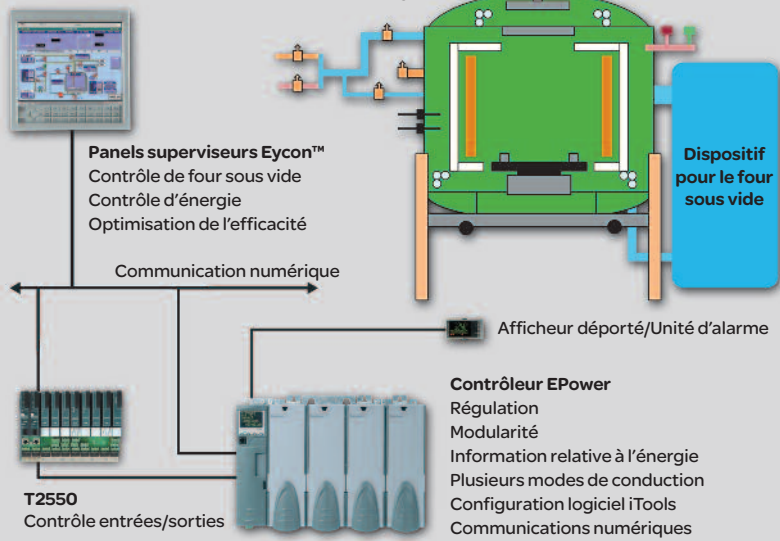 Panels superviseurs Eycon™
Contrôle de four sous vide
Contrôle d'énergie
Optimisation de l'efficacité
Dispositif
pour le four
sous vide
Communication numérique
Afficheur déporté/Unité d'alarme
Contrôleur EPower
Régulation
Modularité
Information relative à l'énergie
Plusieurs modes de conduction
Configuration logiciel iTools
Communications numériques
T2550
Contrôle entrées/sorties